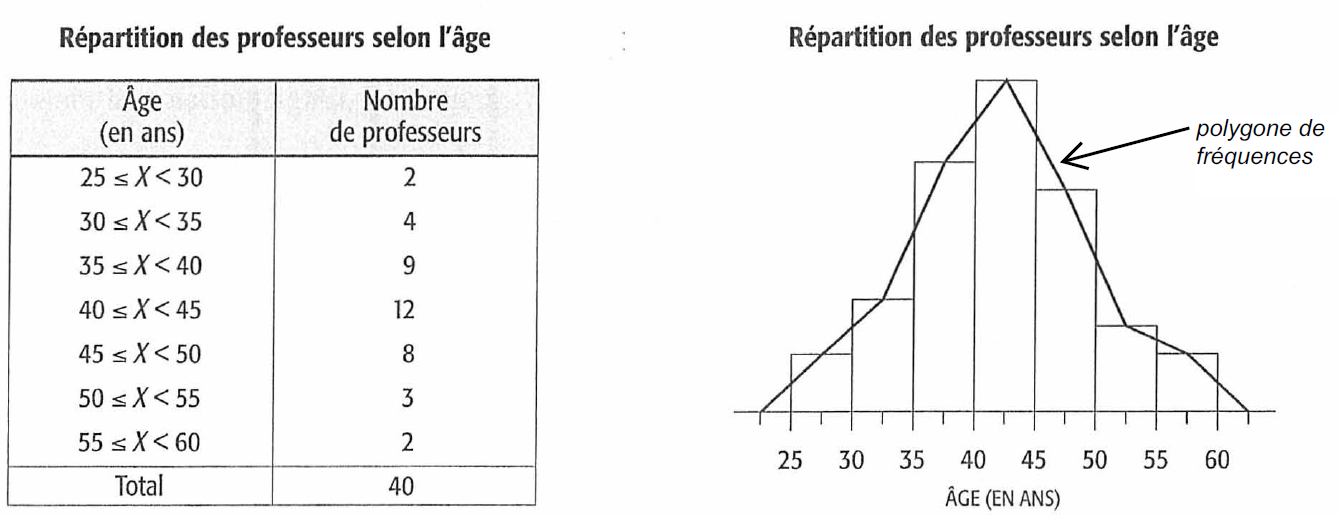 Répartition des professeurs selon l'âge
Âge
(en ans)
Nombre
de professeurs
25 ≤ X < 30 2
30 ≤ X < 35 4
35 ≤ X < 40 9
40 ≤ X < 45 12
45 ≤ X < 50 8
50 ≤ X < 55 3
55 ≤ X < 60 2
Total 40
Répartition des professeurs selon l'âge
polygone de
fréquences
25 30 35 40 45 50 55 60
ÂGE (EN ANS)